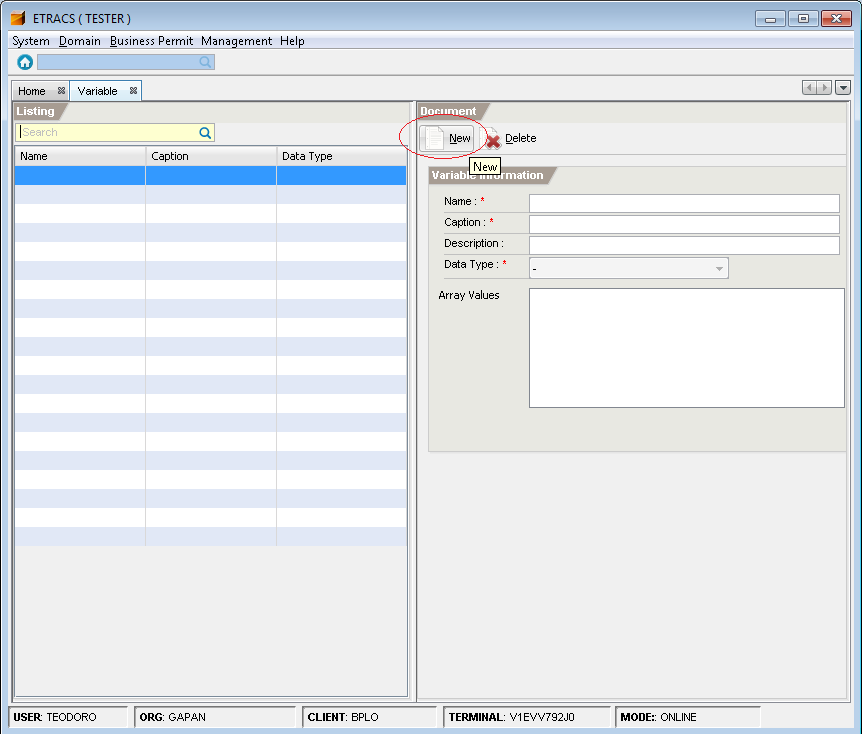 ETRACS ( TESTER )
System Domain Business Permit Management Help
Home Variable
Listing
Search
Name Caption Data Type
Document
New Delete
New
Variable Information
Name : *
Caption : *
Description :
Data Type : * -
Array Values
USER: TEODORO ORG: GAPAN CLIENT: BPLO TERMINAL: V1EVV792J0 MODE:: ONLINE